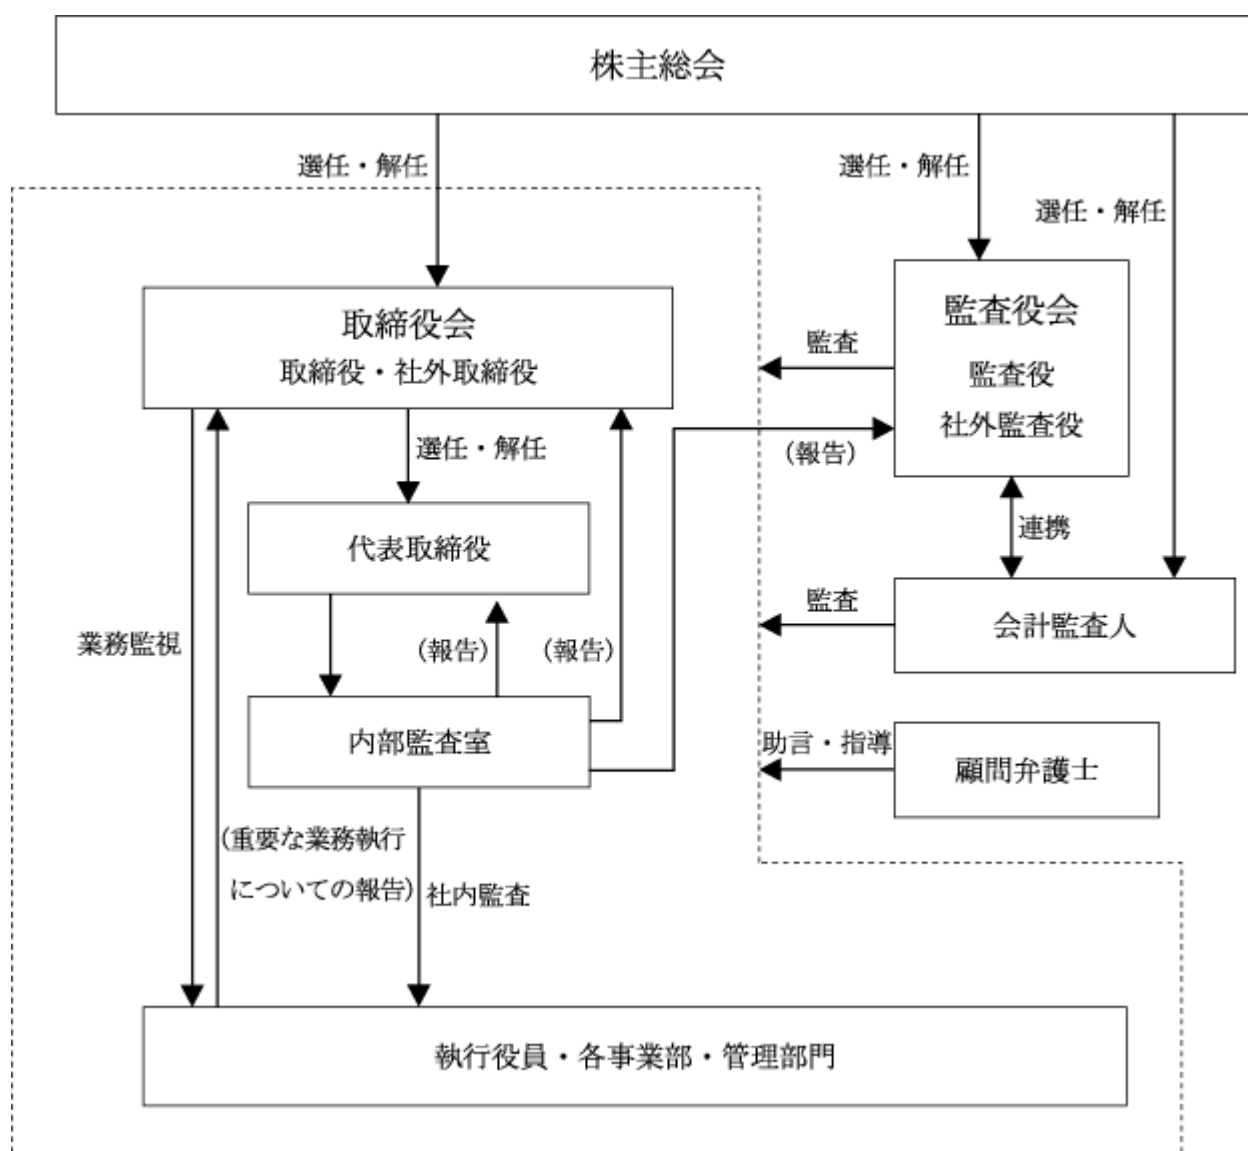 株主総会
選任・解任
選任・解任
選任・解任
取締役会
取締役・社外取締役
監査役会
監査役
社外監査役
監査
(報告)
選任・解任
代表取締役
連携
業務監視
(報告)
(報告)
監査
会計監査人
内部監査室
助言・指導
顧問弁護士
(重要な業務執行
についての報告)
社内監査
執行役員・各事業部・管理部門